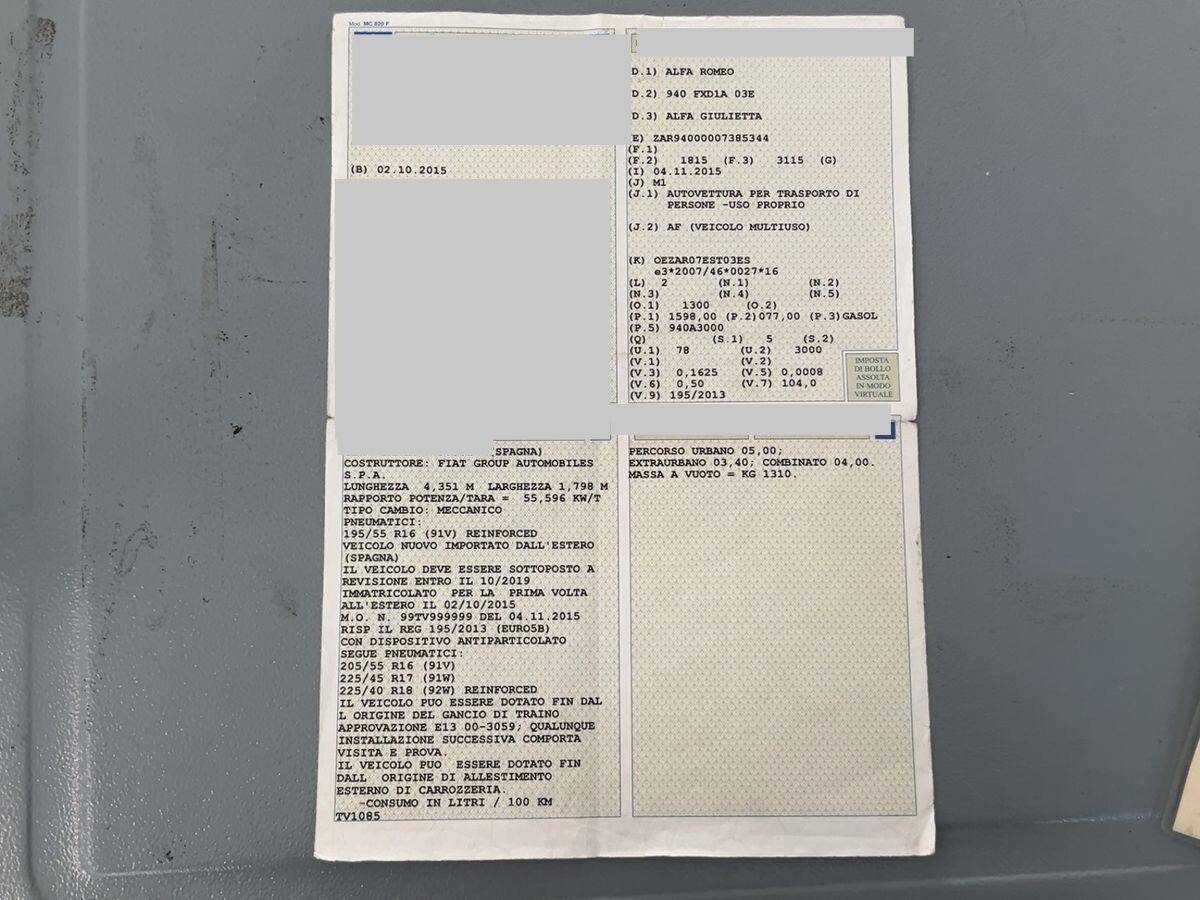 Mod. MC 820 F
(B) 02.10.2015
D.1) ALFA ROMEO
D.2) 940 FXD1A 03E
D.3) ALFA GIULIETTA
E) ZAR94000007385344
(F.1)
(F.2) 1815 (F.3) 3115 (G)
(I) 04.11.2015
(J) M1
(J.1) AUTOVETTURA PER TRASPORTO DI
PERSONE -USO PROPRIO
(J.2) AF (VEICOLO MULTIUSO)
(K) OEZAR07EST03ES
e3*2007/46*0027*16
(L) 2 (N.1) (N.2)
(N.3) (N.4) (N.5)
(O.1) 1300 (O.2)
(P.1) 1598,00 (P.2)077,00 (P.3)GASOL
(P.5) 940A3000
(Q) (S.1) 5 (S.2)
(U.1) 78 (U.2) 3000
(V.1) (V.2)
(V.3) 0,1625 (V.5) 0,0008
(V.6) 0,50 (V.7) 104,0
(V.9) 195/2013
IMPOSTA
DI BOLLO
ASSOLTA
IN MODO
VIRTUALE
(SPAGNA)
COSTRUTTORE: FIAT GROUP AUTOMOBILES
S.P.A.
LUNGHEZZA 4,351 M LARGHEZZA 1,798 M
RAPPORTO POTENZA/TARA = 55,596 KW/T
TIPO CAMBIO: MECCANICO
PNEUMATICI:
195/55 R16 (91V) REINFORCED
VEICOLO NUOVO IMPORTATO DALL'ESTERO
(SPAGNA)
IL VEICOLO DEVE ESSERE SOTTOPOSTO A
REVISIONE ENTRO IL 10/2019
IMMATRICOLATO PER LA PRIMA VOLTA
ALL'ESTERO IL 02/10/2015
M.O. N. 99TV999999 DEL 04.11.2015
RISP IL REG 195/2013 (EURO5B)
CON DISPOSITIVO ANTIPARTICOLATO
SEGUE PNEUMATICI:
205/55 R16 (91V)
225/45 R17 (91W)
225/40 R18 (92W) REINFORCED
IL VEICOLO PUO ESSERE DOTATO FIN DAL
L ORIGINE DEL GANCIO DI TRAINO
APPROVAZIONE E13 00-3059; QUALUNQUE
INSTALLAZIONE SUCCESSIVA COMPORTA
VISITA E PROVA.
IL VEICOLO PUO ESSERE DOTATO FIN
DALL ORIGINE DI ALLESTIMENTO
ESTERNO DI CARROZZERIA.
-CONSUMO IN LITRI / 100 KM
TV1085
PERCORSO URBANO 05,00;
EXTRAURBANO 03,40; COMBINATO 04,00.
MASSA A VUOTO = KG 1310.